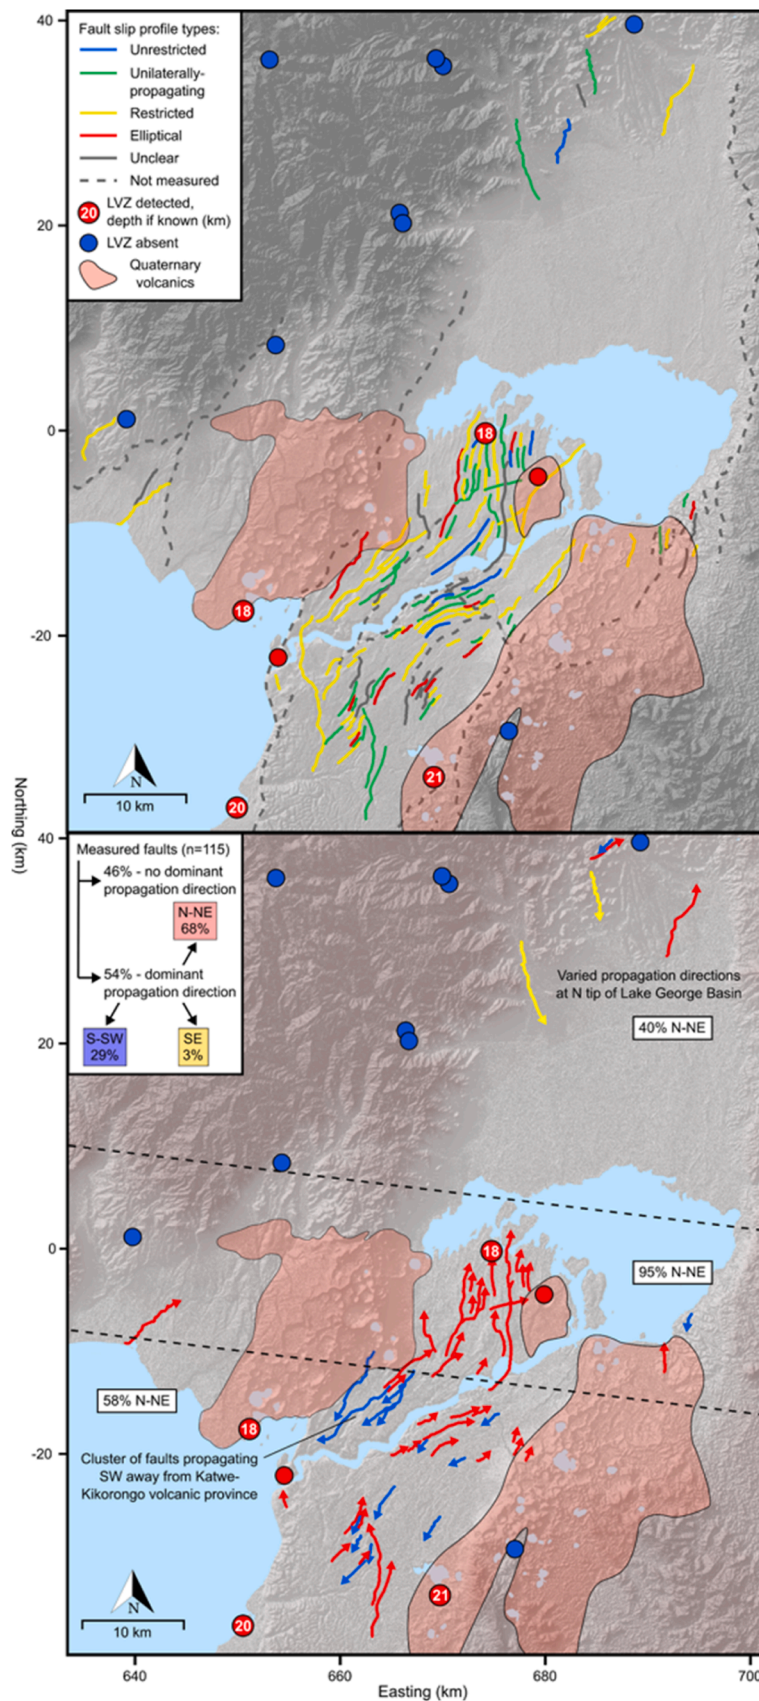 40
Fault slip profile types:
Unrestricted
Unilaterally-
propagating
Restricted
Elliptical
Unclear
Not measured
20
LVZ detected,
depth if known (km)
LVZ absent
Quaternary
volcanics
20
0
18
18
-20
21
20
N
10 km
Northing (km)
40
Measured faults (n=115)
46% - no dominant
propagation direction
N-NE
68%
54% - dominant
propagation direction
S-SW
29%
SE
3%
Varied propagation directions
at N tip of Lake George Basin
40% N-NE
20
0
18
95% N-NE
58% N-NE
18
-20
Cluster of faults propagating
SW away from Katwe-
Kikorongo volcanic province
21
20
N
10 km
640
660
680
700
Easting (km)